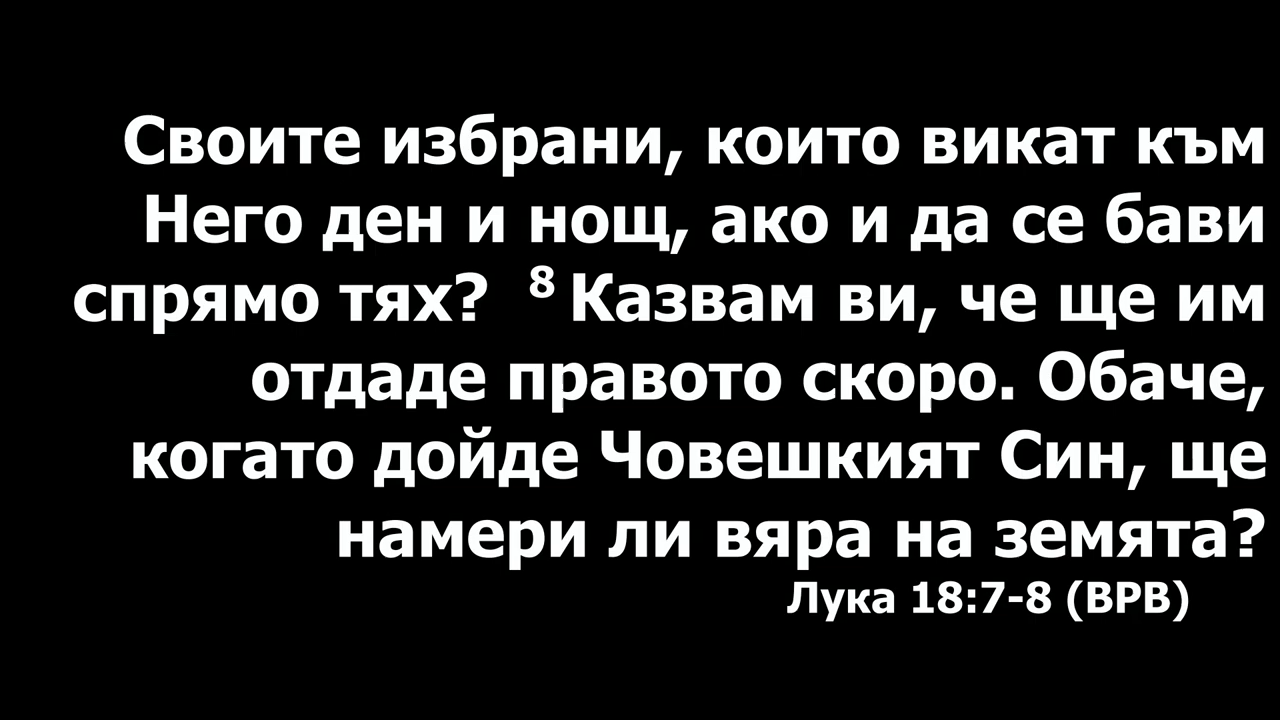 Своите избрани, които викат към
Него ден и нощ, ако и да се бави
спрямо тях? ⁸ Казвам ви, че ще им
отдаде правото скоро. Обаче,
когато дойде Човешкият Син, ще
намери ли вяра на земята?
Лука 18:7-8 (ВРВ)